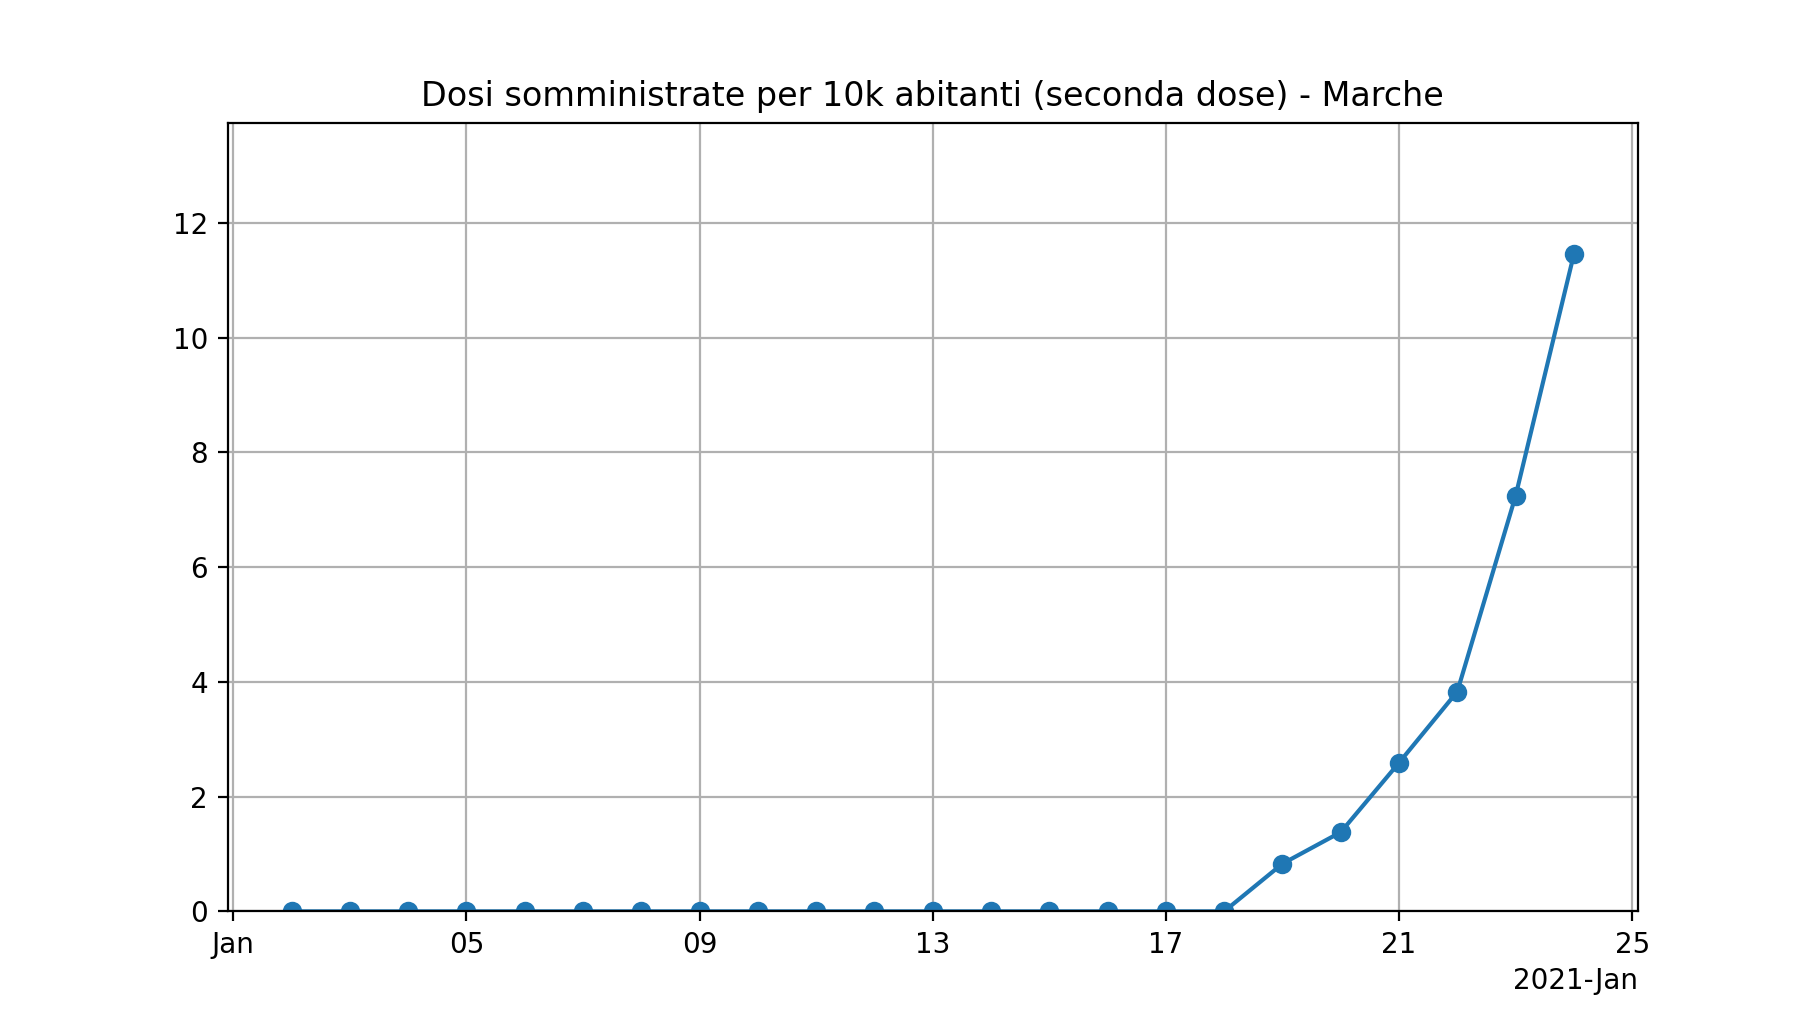 Dosi somministrate per 10k abitanti (seconda dose) - Marche
12
10
8
6
4
2
0
Jan 05 09 13 17 21 25
2021-Jan